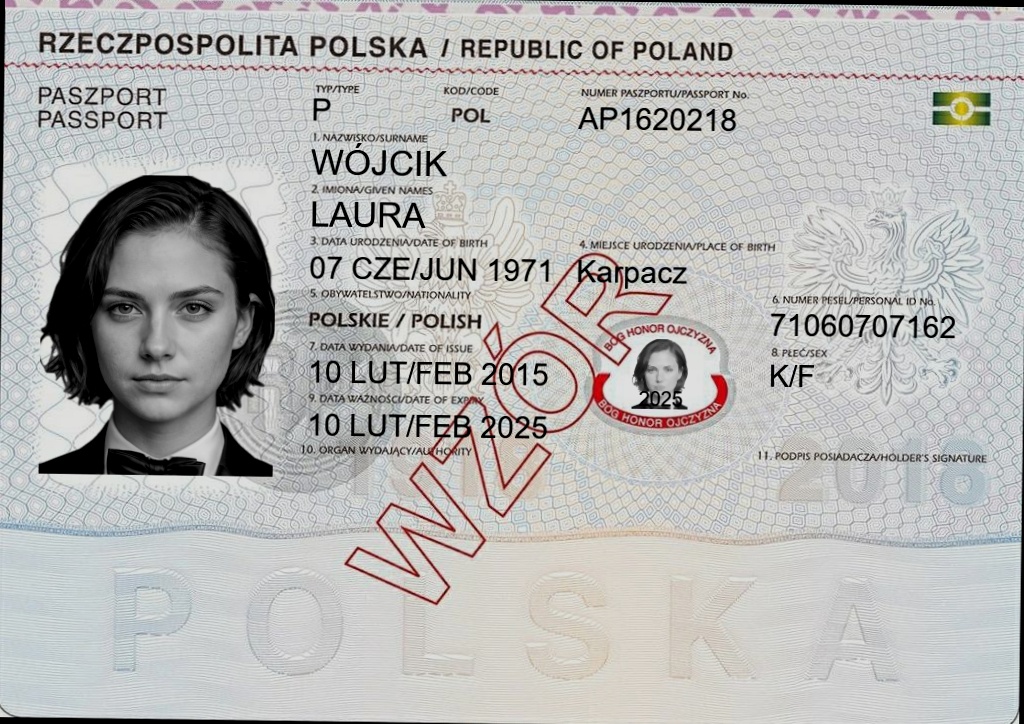 RZECZPOSPOLITA POLSKA / REPUBLIC OF POLAND
PASZPORT
PASSPORT
TYP/TYPE
P
KOD/CODE
POL
NUMER PASZPORTU/PASSPORT No.
AP1620218
1. NAZWISKO/SURNAME
WÓJCIK
2. IMIONA/GIVEN NAMES
LAURA
3. DATA URODZENIA/DATE OF BIRTH
07 CZE/JUN 1971
4. MIEJSCE URODZENIA/PLACE OF BIRTH
Karpacz
5. OBYWATELSTWO/NATIONALITY
POLSKIE / POLISH
6. NUMER PESEL/PERSONAL ID No.
71060707162
7. DATA WYDANIA/DATE OF ISSUE
10 LUT/FEB 2015
8. PŁEĆ/SEX
K/F
9. DATA WAŻNOŚCI/DATE OF EXPIRY
10 LUT/FEB 2025
10. ORGAN WYDAJĄCY/AUTHORITY
11. PODPIS POSIADACZA/HOLDER'S SIGNATURE
BÓG HONOR OJCZYZNA
2025
BÓG HONOR OJCZYZNA
WZÓR
2018
POLSKA